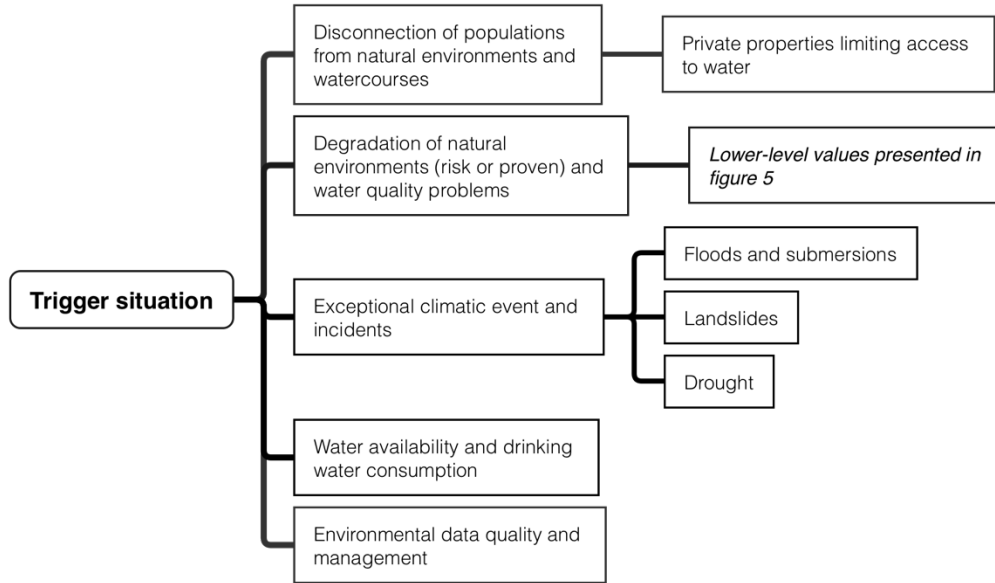 Disconnection of populations
from natural environments and
watercourses
Private properties limiting access
to water
Degradation of natural
environments (risk or proven) and
water quality problems
Lower-level values presented in
figure 5
Trigger situation
Exceptional climatic event and
incidents
Floods and submersions
Landslides
Drought
Water availability and drinking
water consumption
Environmental data quality and
management